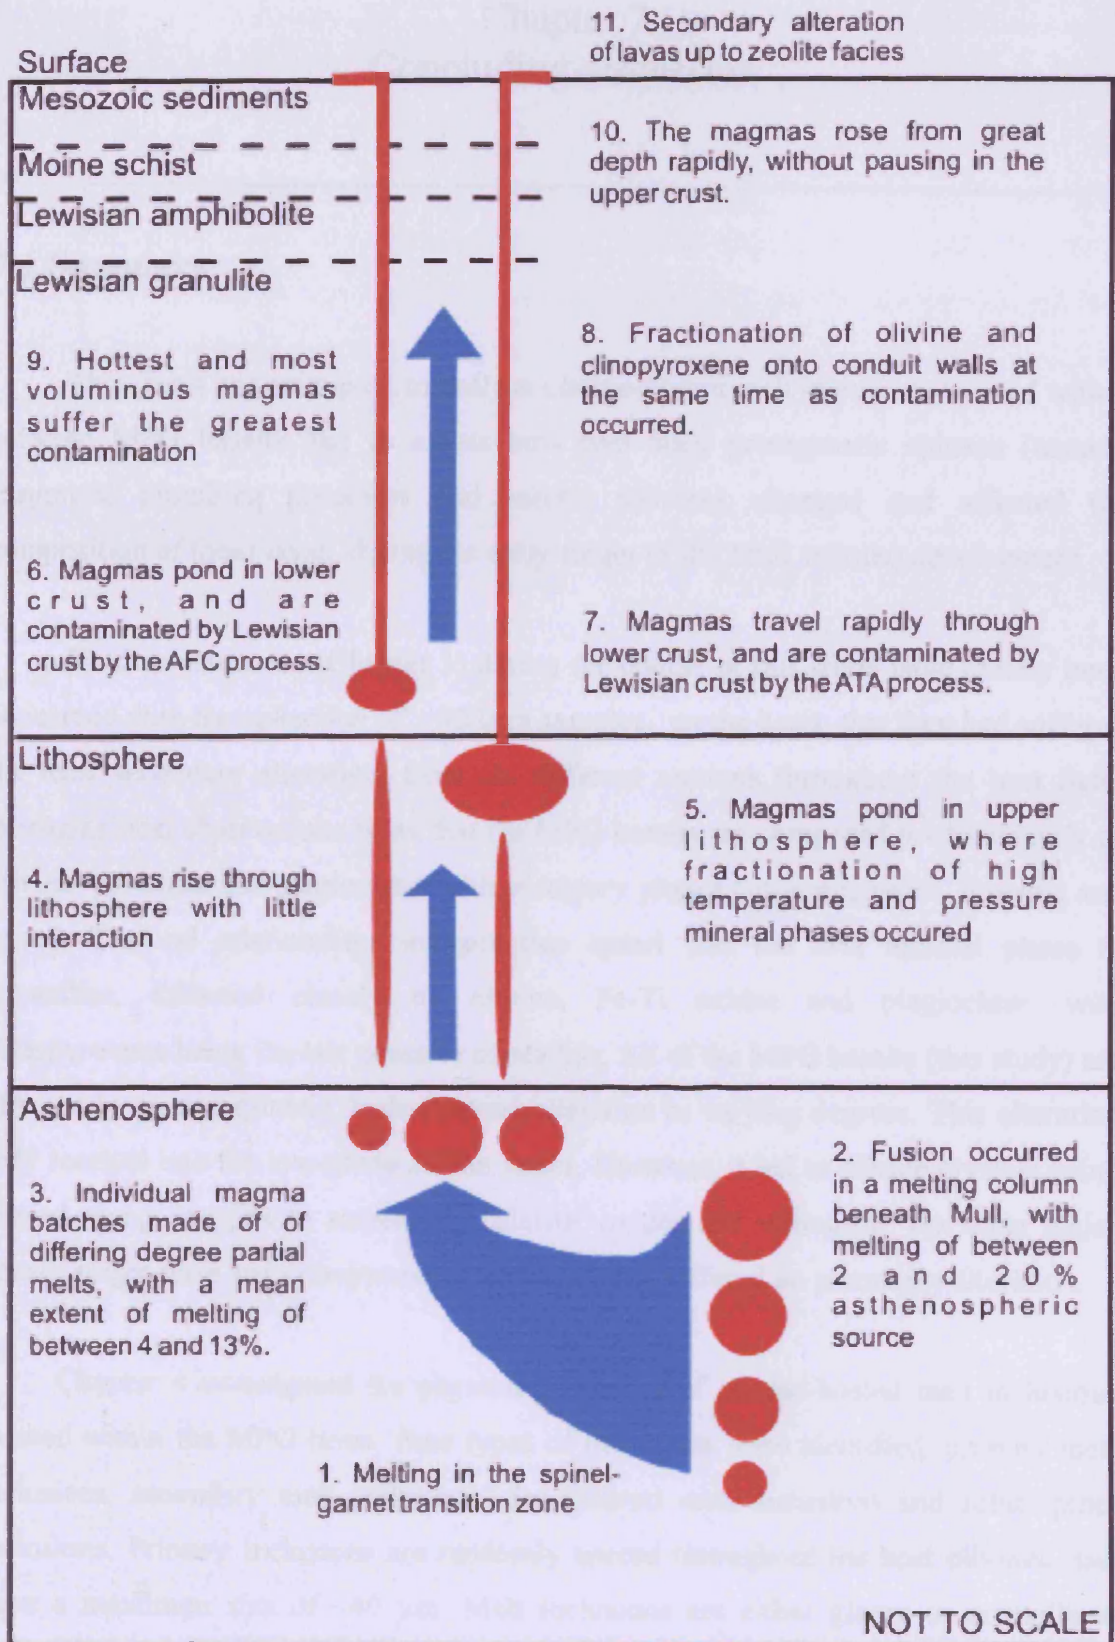 11. Secondary alteration
of lavas up to zeolite facies
Surface
Mesozoic sediments
Moine schist
Lewisian amphibolite
Lewisian granulite
10. The magmas rose from great
depth rapidly, without pausing in the
upper crust.
9. Hottest and most
voluminous magmas
suffer the greatest
contamination
8. Fractionation of olivine and
clinopyroxene onto conduit walls at
the same time as contamination
occurred.
6. Magmas pond in lower
crust, and are
contaminated by Lewisian
crust by the AFC process.
7. Magmas travel rapidly through
lower crust, and are contaminated by
Lewisian crust by the ATA process.
Lithosphere
4. Magmas rise through
lithosphere with little
interaction
5. Magmas pond in upper
lithosphere, where
fractionation of high
temperature and pressure
mineral phases occured
Asthenosphere
3. Individual magma
batches made of of
differing degree partial
melts, with a mean
extent of melting of
between 4 and 13%.
2. Fusion occurred
in a melting column
beneath Mull, with
melting of between
2 and 20%
asthenospheric
source
1. Melting in the spinel-
garnet transition zone
NOT TO SCALE